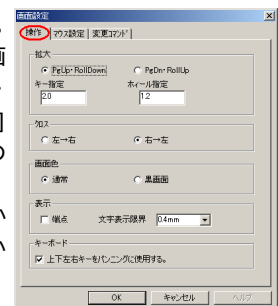 画面設定
操作 マウス設定 変更コマンド
拡大
PgUp・RollDown PgDn・RollUp
キー指定 ホイール指定
2.0 1.2
クロス
左→右 右→左
画面色
通常 黒画面
表示
端点 文字表示限界 0.4mm
キーボード
上下左右キーをパンニングに使用する。
OK キャンセル ヘルプ